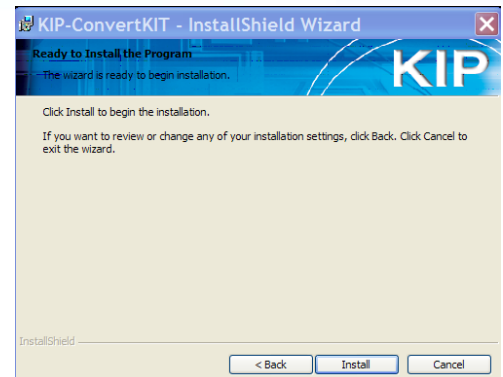 KIP-ConvertKIT - InstallShield Wizard
Ready to Install the Program
The wizard is ready to begin installation.
KIP
Click Install to begin the installation.
If you want to review or change any of your installation settings, click Back. Click Cancel to
exit the wizard.
InstallShield
< Back
Install
Cancel